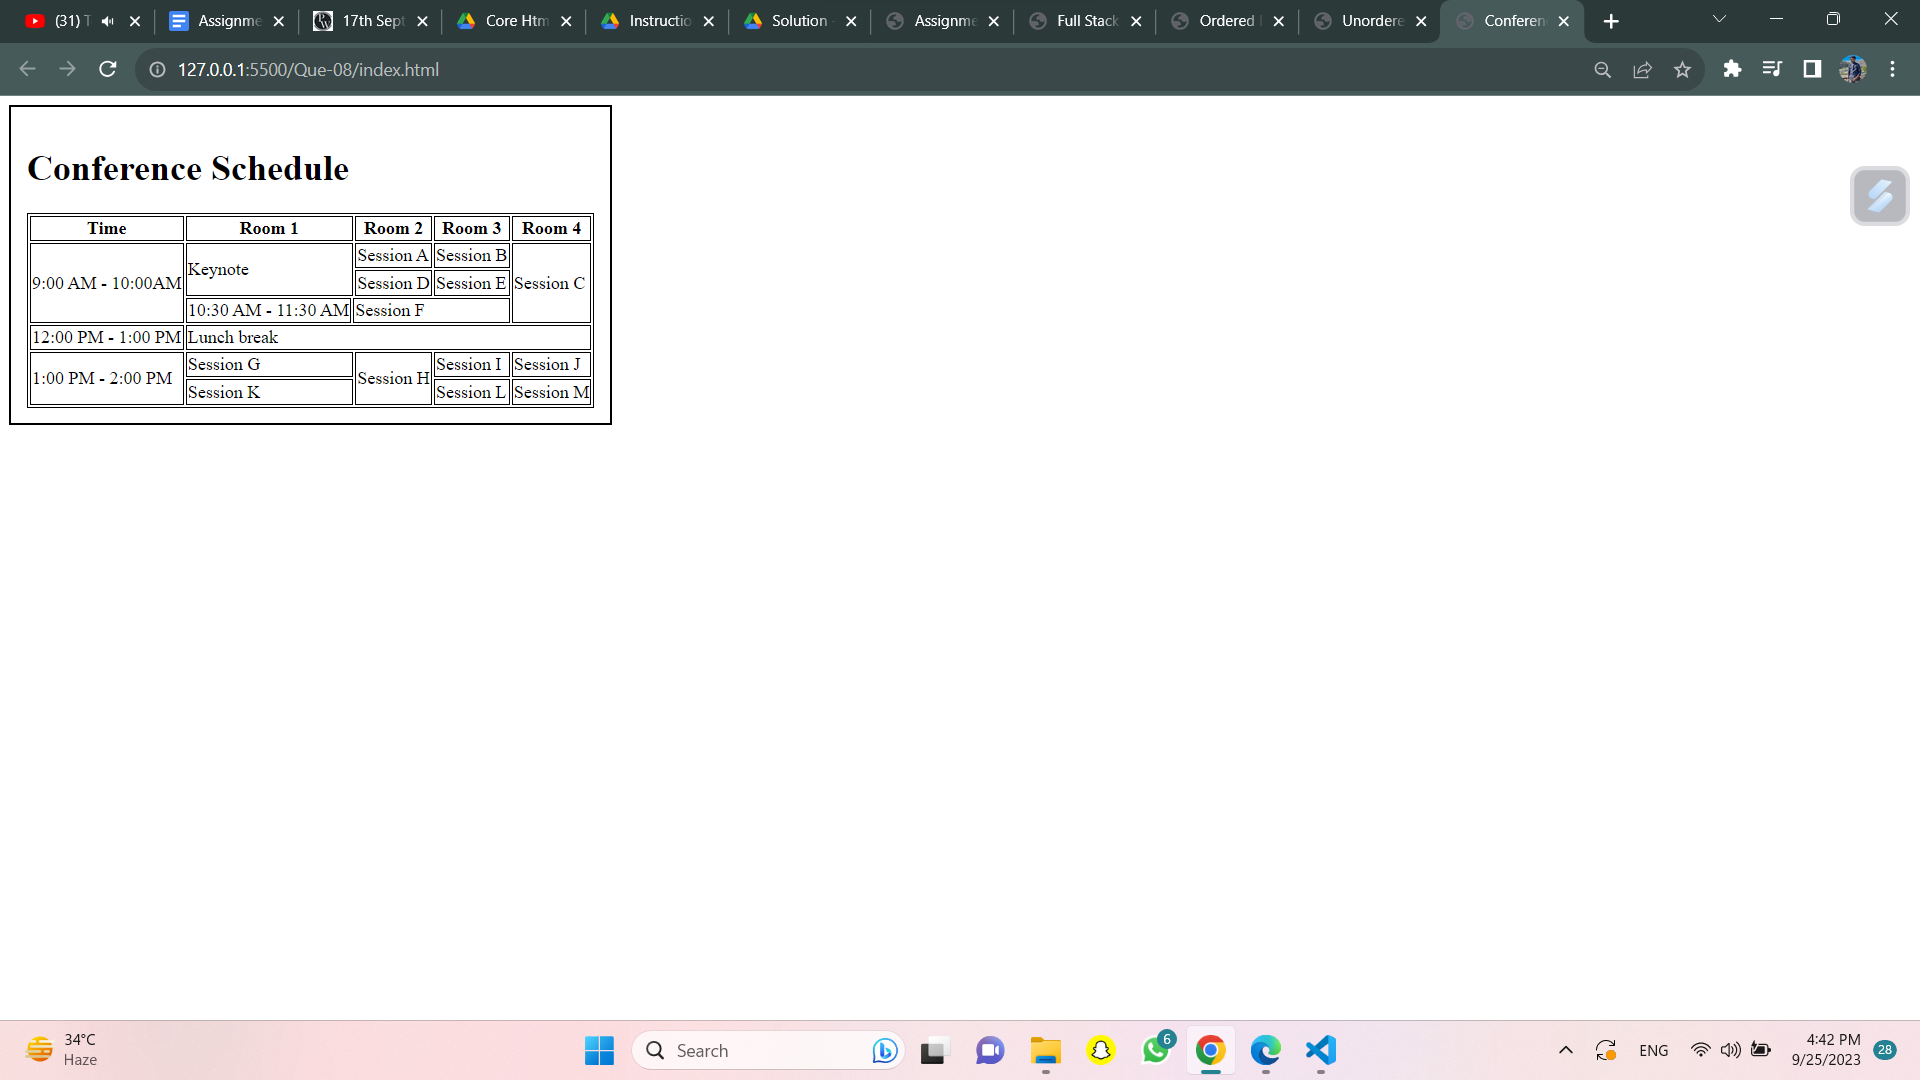 (31) T
Assignme
17th Sept
Core Htm
Instructio
Solution -
Assignme
Full Stack
Ordered
Unordere
Conferen
127.0.0.1:5500/Que-08/index.html
Conference Schedule
Time Room 1 Room 2 Room 3 Room 4
9:00 AM - 10:00AM Keynote Session A Session B Session C
Session D Session E
10:30 AM - 11:30 AM Session F
12:00 PM - 1:00 PM Lunch break
1:00 PM - 2:00 PM Session G Session H Session I Session J
Session K Session L Session M
34°C
Haze
Search
6
ENG
4:42 PM
9/25/2023
28